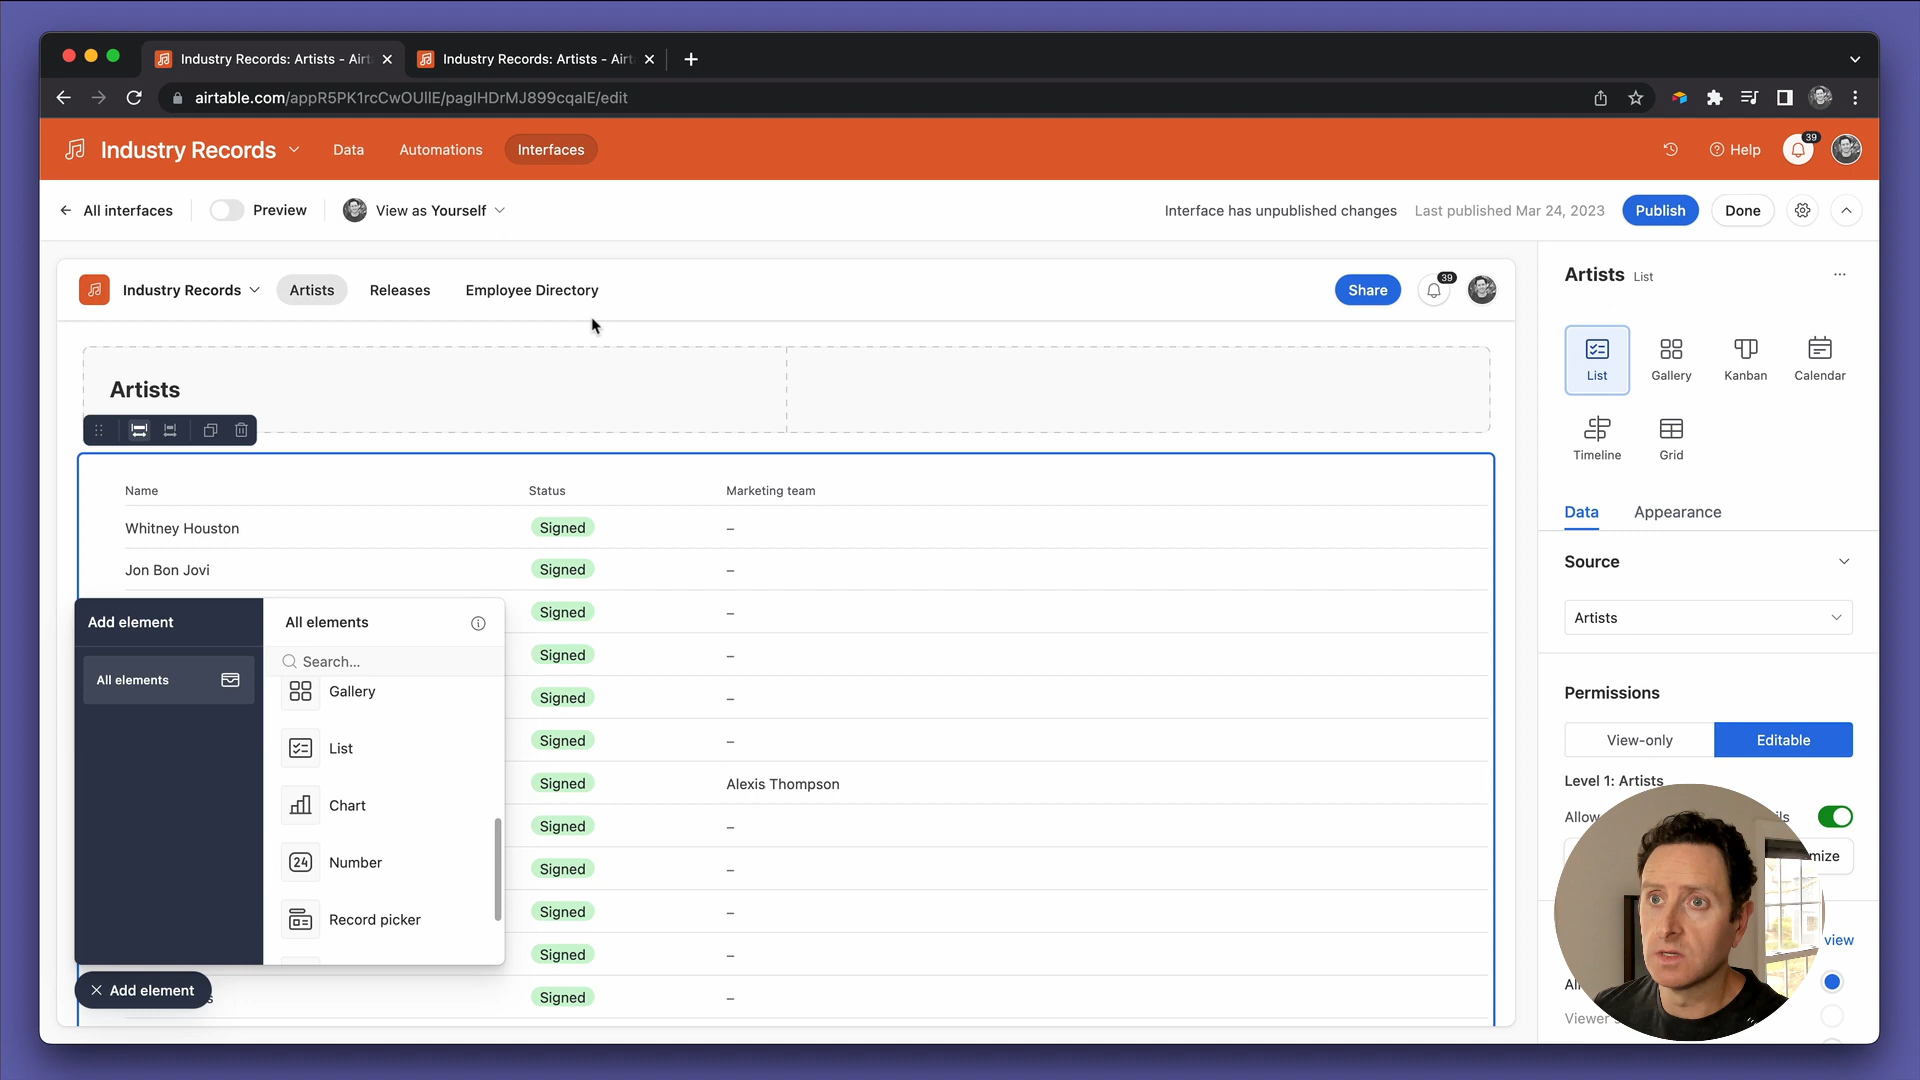 Industry Records: Artists - Airt
Industry Records: Artists - Airt
airtable.com/appR5PK1rcCwOUllE/pagIHDrMJ899cqalE/edit
Industry Records
Data
Automations
Interfaces
Help
39
All interfaces
Preview
View as Yourself
Interface has unpublished changes
Last published Mar 24, 2023
Publish
Done
Industry Records
Artists
Releases
Employee Directory
Share
39
Artists
Name Status Marketing team
Whitney Houston Signed –
Jon Bon Jovi Signed –
Signed –
Signed –
Signed –
Signed –
Signed Alexis Thompson
Signed –
Signed –
Signed –
Signed –
Signed –
Add element
All elements
All elements
Search...
Gallery
List
Chart
24
Number
Record picker
Add element
Artists List
List
Gallery
Kanban
Calendar
Timeline
Grid
Data
Appearance
Source
Artists
Permissions
View-only
Editable
Level 1: Artists
Allow
view
Viewer